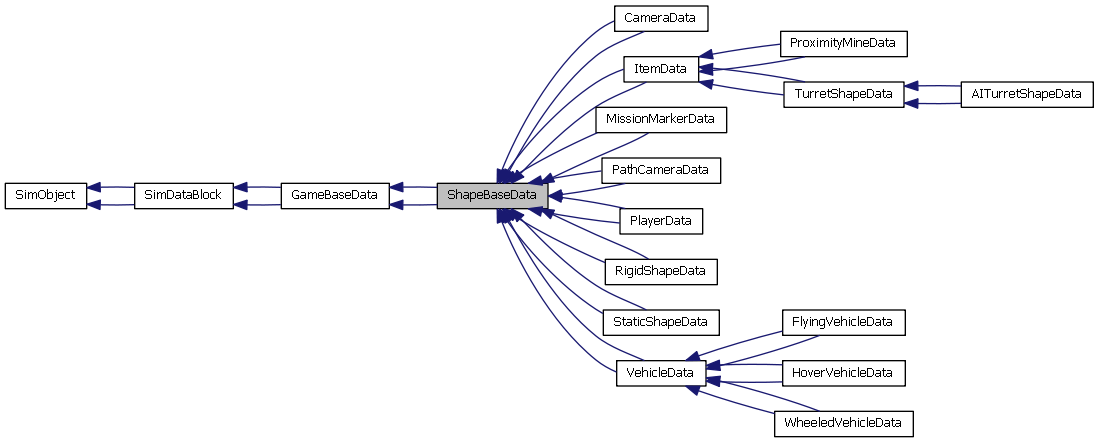 CameraData
ProximityMineData
ItemData
TurretShapeData
AITurretShapeData
MissionMarkerData
PathCameraData
SimObject
SimDataBlock
GameBaseData
ShapeBaseData
PlayerData
RigidShapeData
StaticShapeData
FlyingVehicleData
VehicleData
HoverVehicleData
WheeledVehicleData